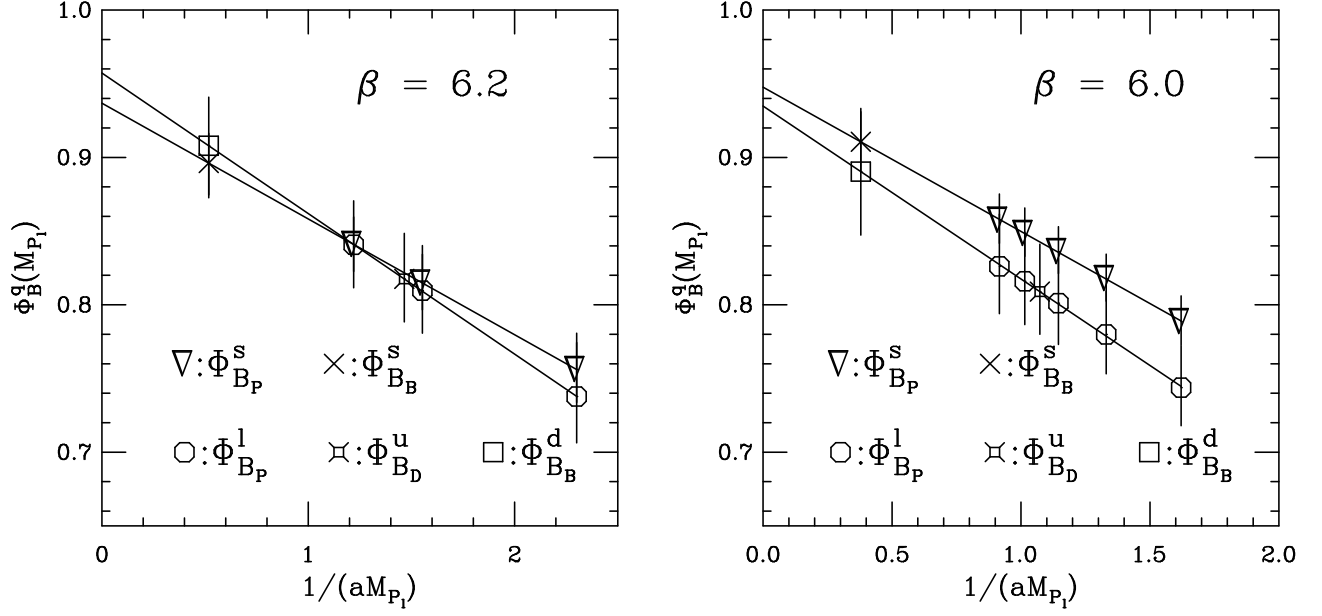 1.0
0.9
0.8
0.7
Φ_B^q(M_{P_l})
β = 6.2
▽:Φ^s_{B_P} ×:Φ^s_{B_B}
○:Φ^l_{B_P} ¤:Φ^u_{B_D} □:Φ^d_{B_B}
0 1 2
1/(aM_{P_l})
1.0
0.9
0.8
0.7
Φ_B^q(M_{P_l})
β = 6.0
▽:Φ^s_{B_P} ×:Φ^s_{B_B}
○:Φ^l_{B_P} ¤:Φ^u_{B_D} □:Φ^d_{B_B}
0.0 0.5 1.0 1.5 2.0
1/(aM_{P_l})